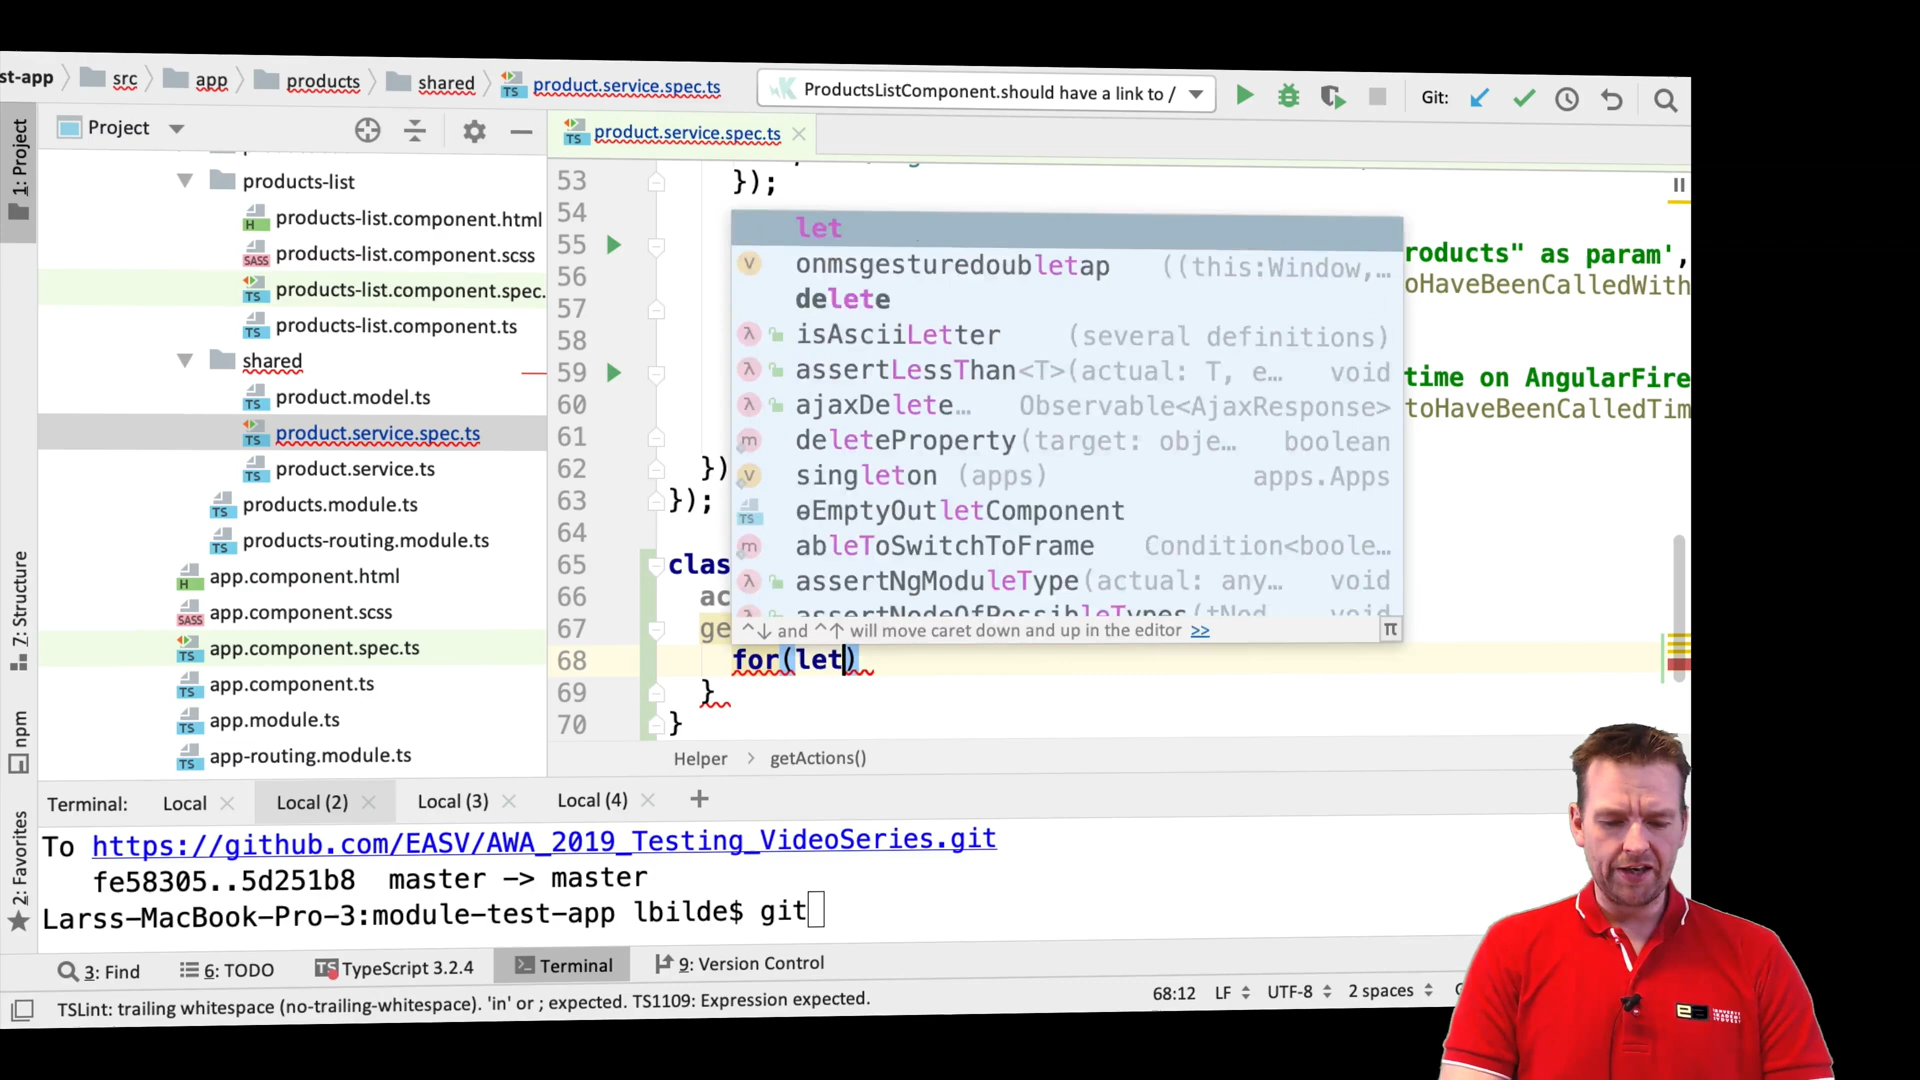 st-app src app products shared product.service.spec.ts ProductsListComponent.should have a link to / Git:
1: Project
Project
product.service.spec.ts
products-list
products-list.component.html
products-list.component.scss
products-list.component.spec.
products-list.component.ts
shared
product.model.ts
product.service.spec.ts
product.service.ts
products.module.ts
products-routing.module.ts
app.component.html
app.component.scss
app.component.spec.ts
app.component.ts
app.module.ts
app-routing.module.ts
53 });
54
55 roducts" as param',
56 oHaveBeenCalledWith
57
58
59 time on AngularFire
60 toHaveBeenCalledTim
61
62 })
63 });
64
65 clas
66 ac
67 ge
68 for(let)
69 }
70 }
let
onmsgesturedoubletap ((this:Window,…
delete
isAsciiLetter (several definitions)
assertLessThan<T>(actual: T, e… void
ajaxDelete… Observable<AjaxResponse>
deleteProperty(target: obje… boolean
singleton (apps) apps.Apps
ɵEmptyOutletComponent
ableToSwitchToFrame Condition<boole…
assertNgModuleType(actual: any… void
assertNodeOfPossibleTypes(tNod void
^↓ and ^↑ will move caret down and up in the editor >> π
Helper getActions()
7: Structure
npm
2: Favorites
Terminal: Local Local (2) Local (3) Local (4)
To https://github.com/EASV/AWA_2019_Testing_VideoSeries.git
fe58305..5d251b8 master -> master
Larss-MacBook-Pro-3:module-test-app lbilde$ git
3: Find 6: TODO TypeScript 3.2.4 Terminal 9: Version Control
TSLint: trailing whitespace (no-trailing-whitespace). 'in' or ; expected. TS1109: Expression expected. 68:12 LF UTF-8 2 spaces